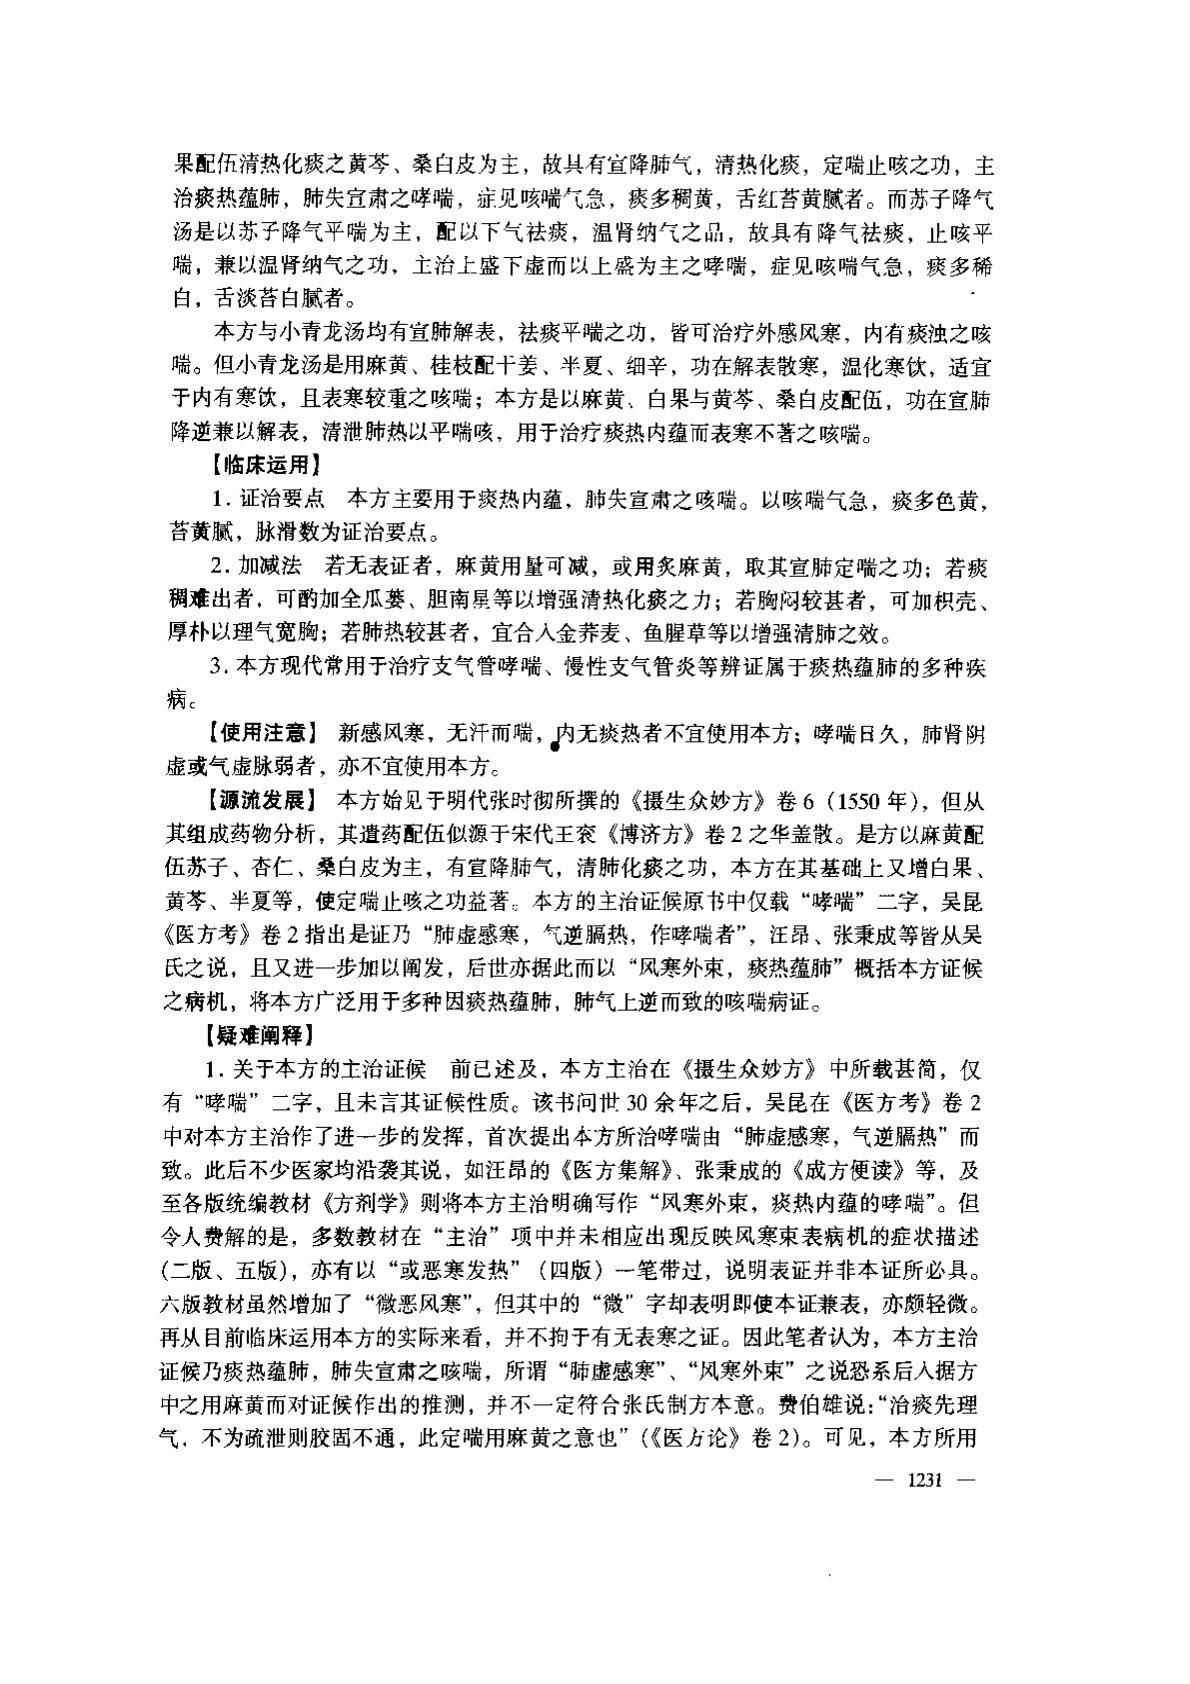 果配伍清热化痰之黄芩、桑白皮为主，故具有宣降肺气，清热化痰，定喘止咳之功，主
治痰热蕴肺，肺失宣肃之哮喘，症见咳喘气急，痰多稠黄，舌红苔黄腻者。而苏子降气
汤是以苏子降气平喘为主，配以下气祛痰，温肾纳气之品，故具有降气祛痰，止咳平
喘，兼以温肾纳气之功，主治上盛下虚而以上盛为主之哮喘，症见咳喘气急，痰多稀
白，舌淡苔白腻者。
本方与小青龙汤均有宣肺解表，祛痰平喘之功，皆可治疗外感风寒，内有痰浊之咳
喘。但小青龙汤是用麻黄、桂枝配干姜、半夏、细辛，功在解表散寒，温化寒饮，适宜
于内有寒饮，且表寒较重之咳喘；本方是以麻黄、白果与黄芩、桑白皮配伍，功在宣肺
降逆兼以解表，清泄肺热以平喘咳，用于治疗痰热内蕴而表寒不著之咳喘。
【临床运用】
1. 证治要点　本方主要用于痰热内蕴，肺失宣肃之咳喘。以咳喘气急，痰多色黄，
苔黄腻，脉滑数为证治要点。
2. 加减法　若无表证者，麻黄用量可减，或用炙麻黄，取其宣肺定喘之功；若痰
稠难出者，可酌加全瓜蒌、胆南星等以增强清热化痰之力；若胸闷较甚者，可加枳壳、
厚朴以理气宽胸；若肺热较甚者，宜合入金荞麦、鱼腥草等以增强清肺之效。
3. 本方现代常用于治疗支气管哮喘、慢性支气管炎等辨证属于痰热蕴肺的多种疾
病。
【使用注意】　新感风寒，无汗而喘，内无痰热者不宜使用本方；哮喘日久，肺肾阴
虚或气虚脉弱者，亦不宜使用本方。
【源流发展】　本方始见于明代张时彻所撰的《摄生众妙方》卷 6（1550 年），但从
其组成药物分析，其遣药配伍似源于宋代王衮《博济方》卷 2 之华盖散。是方以麻黄配
伍苏子、杏仁、桑白皮为主，有宣降肺气，清肺化痰之功，本方在其基础上又增白果、
黄芩、半夏等，使定喘止咳之功益著。本方的主治证候原书中仅载“哮喘”二字，吴昆
《医方考》卷 2 指出是证乃“肺虚感寒，气逆膈热，作哮喘者”，汪昂、张秉成等皆从吴
氏之说，且又进一步加以阐发，后世亦据此而以“风寒外束，痰热蕴肺”概括本方证候
之病机，将本方广泛用于多种因痰热蕴肺，肺气上逆而致的咳喘病证。
【疑难阐释】
1. 关于本方的主治证候　前已述及，本方主治在《摄生众妙方》中所载甚简，仅
有“哮喘”二字，且未言其证候性质。该书问世 30 余年之后，吴昆在《医方考》卷 2
中对本方主治作了进一步的发挥，首次提出本方所治哮喘由“肺虚感寒，气逆膈热”而
致。此后不少医家均沿袭其说，如汪昂的《医方集解》、张秉成的《成方便读》等，及
至各版统编教材《方剂学》则将本方主治明确写作“风寒外束，痰热内蕴的哮喘”。但
令人费解的是，多数教材在“主治”项中并未相应出现反映风寒束表病机的症状描述
（二版、五版），亦有以“或恶寒发热”（四版）一笔带过，说明表证并非本证所必具。
六版教材虽然增加了“微恶风寒”，但其中的“微”字却表明即使本证兼表，亦颇轻微。
再从目前临床运用本方的实际来看，并不拘于有无表寒之证。因此笔者认为，本方主治
证候乃痰热蕴肺，肺失宣肃之咳喘，所谓“肺虚感寒”、“风寒外束”之说恐系后人据方
中之用麻黄而对证候作出的推测，并不一定符合张氏制方本意。费伯雄说：“治痰先理
气，不为疏泄则胶固不通，此定喘用麻黄之意也”（《医方论》卷 2）。可见，本方所用
— 1231 —